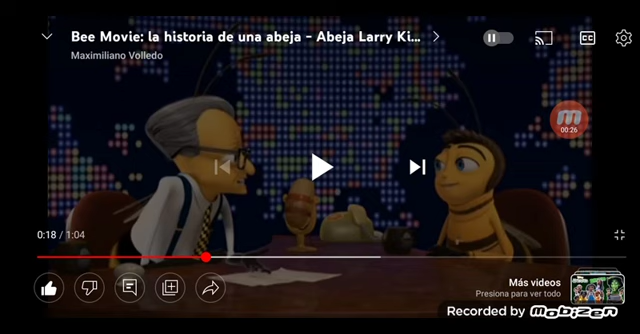 Bee Movie: la historia de una abeja - Abeja Larry Ki...
Maximiliano Volledo
CC
00:26
0:18 / 1:04
Más videos
Presiona para ver todo
Recorded by Mobizen